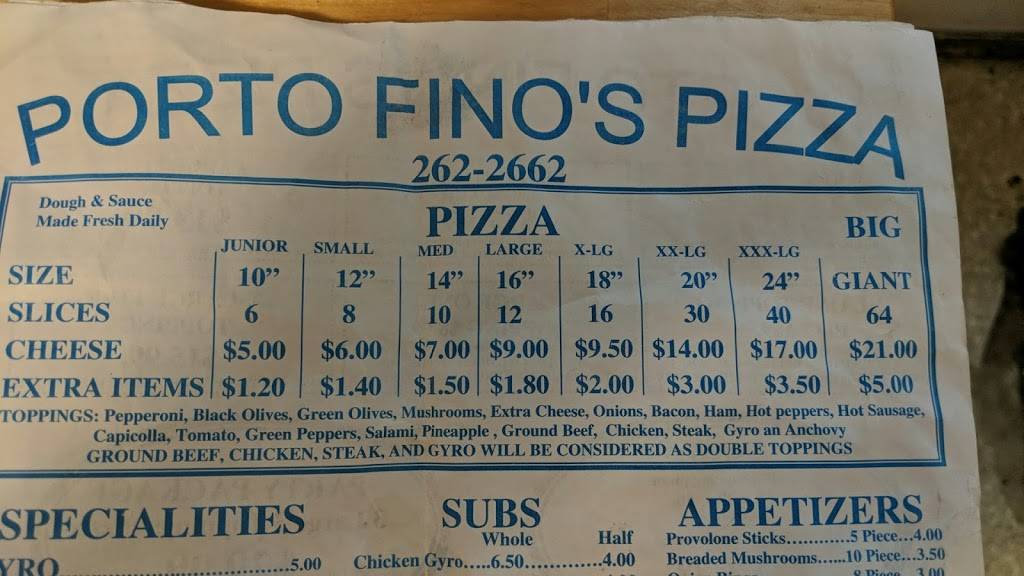 PORTO FINO'S PIZZA
262-2662
Dough & Sauce
Made Fresh Daily
PIZZA
BIG
JUNIOR SMALL MED LARGE X-LG XX-LG XXX-LG
SIZE 10” 12” 14” 16” 18” 20” 24” GIANT
SLICES 6 8 10 12 16 30 40 64
CHEESE $5.00 $6.00 $7.00 $9.00 $9.50 $14.00 $17.00 $21.00
EXTRA ITEMS $1.20 $1.40 $1.50 $1.80 $2.00 $3.00 $3.50 $5.00
TOPPINGS: Pepperoni, Black Olives, Green Olives, Mushrooms, Extra Cheese, Onions, Bacon, Ham, Hot peppers, Hot Sausage,
Capicolla, Tomato, Green Peppers, Salami, Pineapple , Ground Beef, Chicken, Steak, Gyro an Anchovy
GROUND BEEF, CHICKEN, STEAK, AND GYRO WILL BE CONSIDERED AS DOUBLE TOPPINGS
SPECIALITIES
YRO..............................5.00
SUBS
Whole Half
Chicken Gyro.....6.50.............4.00
APPETIZERS
Provolone Sticks............5 Piece...4.00
Breaded Mushrooms.....10 Piece...3.50